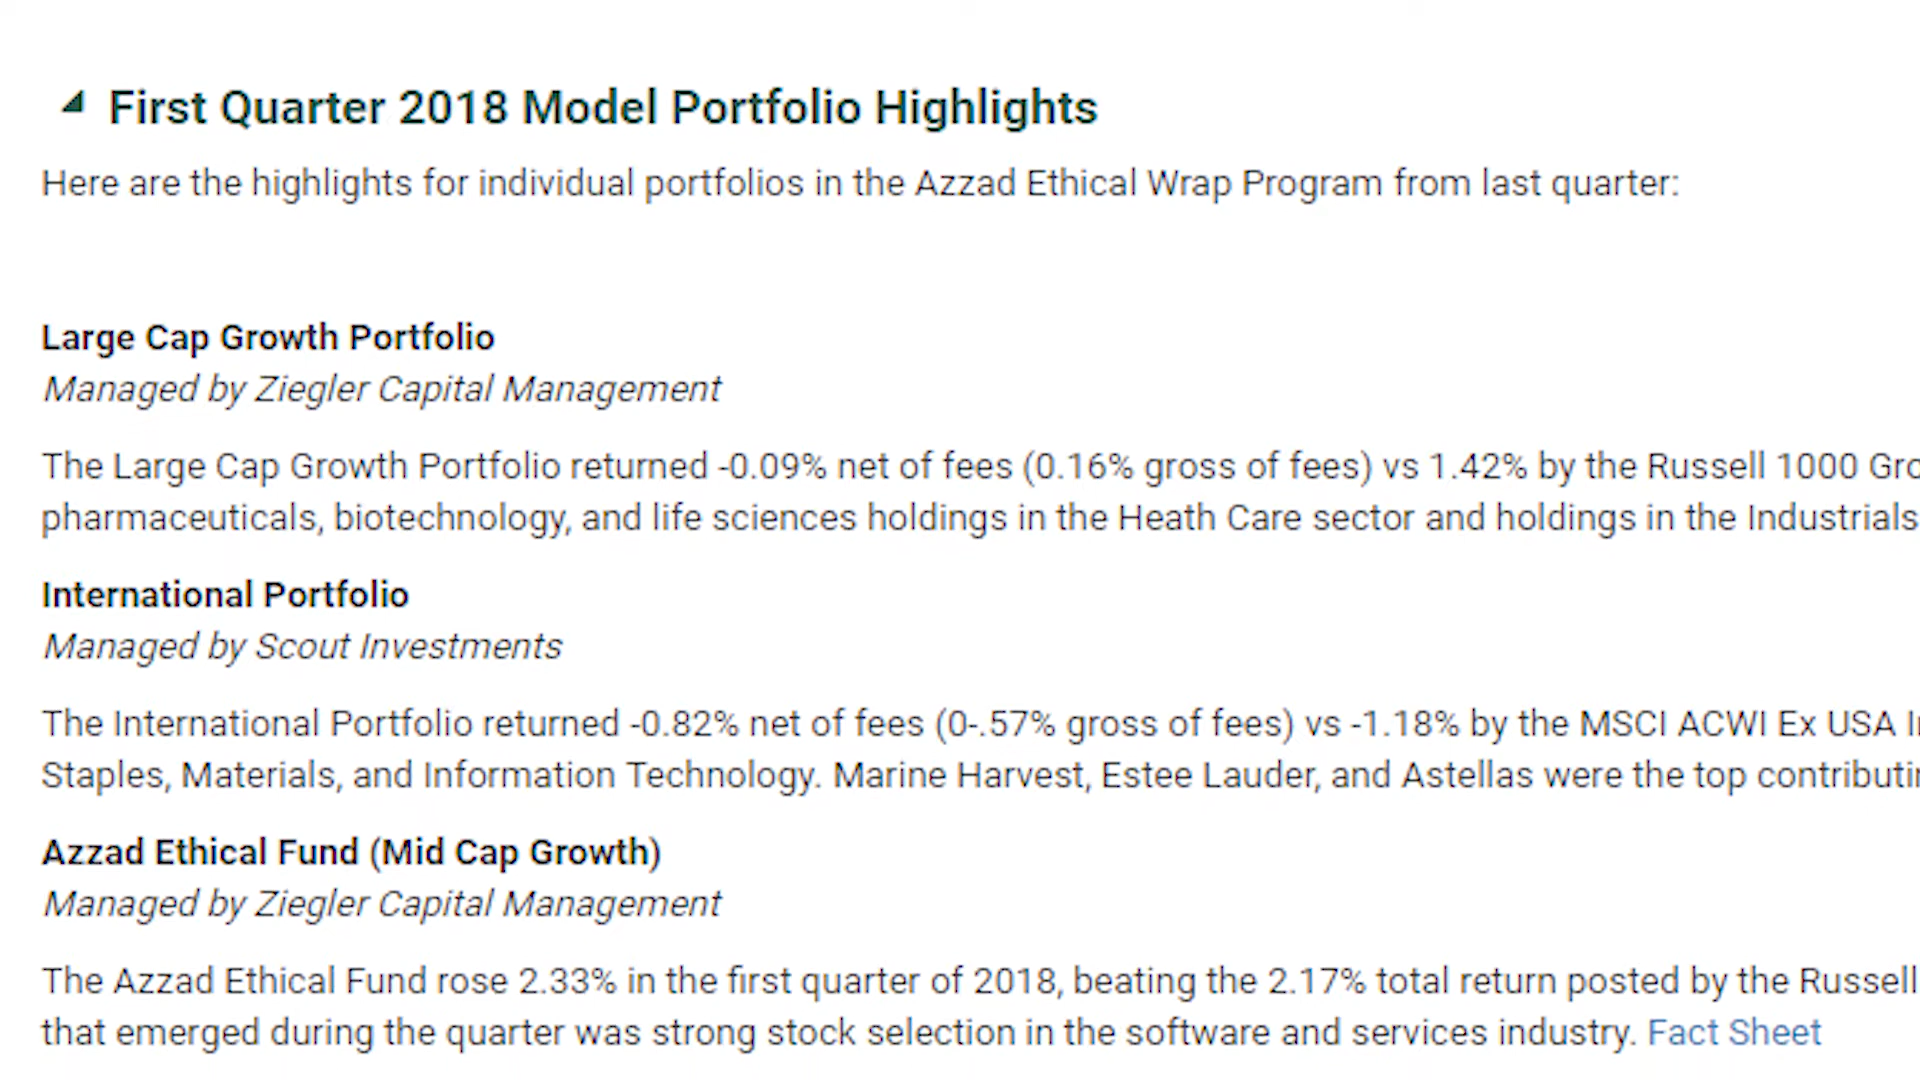 First Quarter 2018 Model Portfolio Highlights
Here are the highlights for individual portfolios in the Azzad Ethical Wrap Program from last quarter:
Large Cap Growth Portfolio
Managed by Ziegler Capital Management
The Large Cap Growth Portfolio returned -0.09% net of fees (0.16% gross of fees) vs 1.42% by the Russell 1000
pharmaceuticals, biotechnology, and life sciences holdings in the Heath Care sector and holdings in the Industrials
International Portfolio
Managed by Scout Investments
The International Portfolio returned -0.82% net of fees (0-.57% gross of fees) vs -1.18% by the MSCI ACWI Ex USA
Staples, Materials, and Information Technology. Marine Harvest, Estee Lauder, and Astellas were the top
Azzad Ethical Fund (Mid Cap Growth)
Managed by Ziegler Capital Management
The Azzad Ethical Fund rose 2.33% in the first quarter of 2018, beating the 2.17% total return posted by the Russell
that emerged during the quarter was strong stock selection in the software and services industry. Fact Sheet